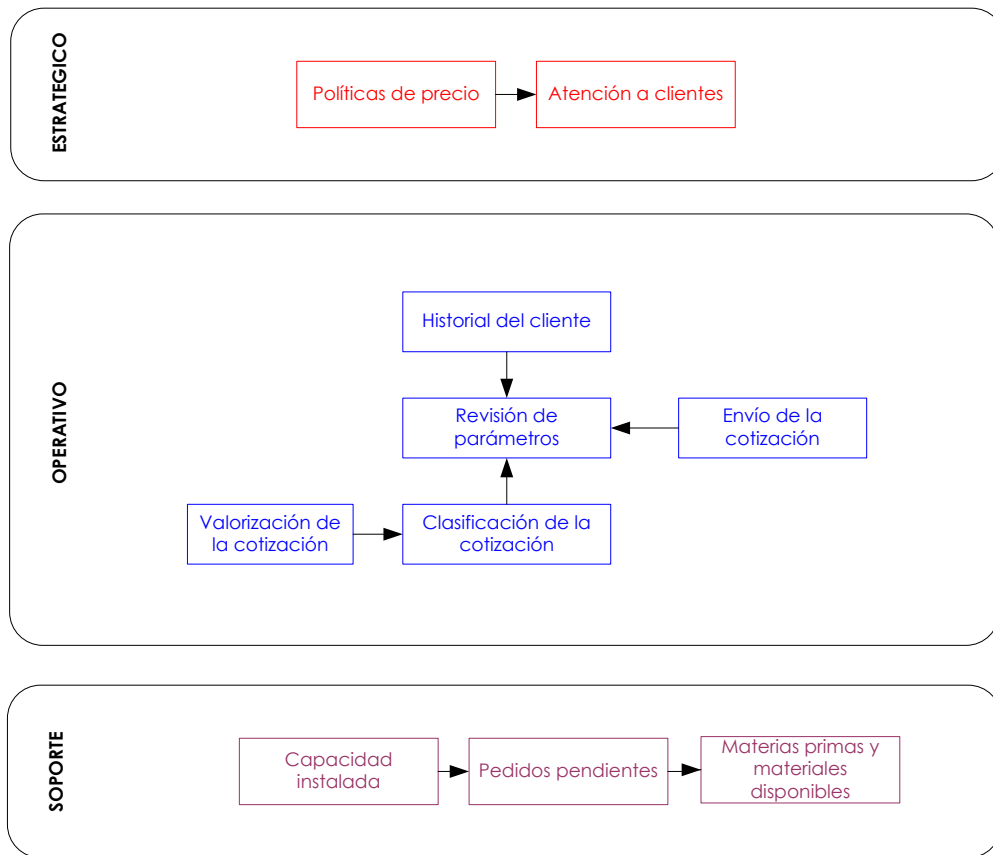 ESTRATEGICO
Políticas de precio
Atención a clientes
OPERATIVO
Historial del cliente
Revisión de
parámetros
Envío de la
cotización
Valorización de
la cotización
Clasificación de la
cotización
SOPORTE
Capacidad
instalada
Pedidos pendientes
Materias primas y
materiales
disponibles